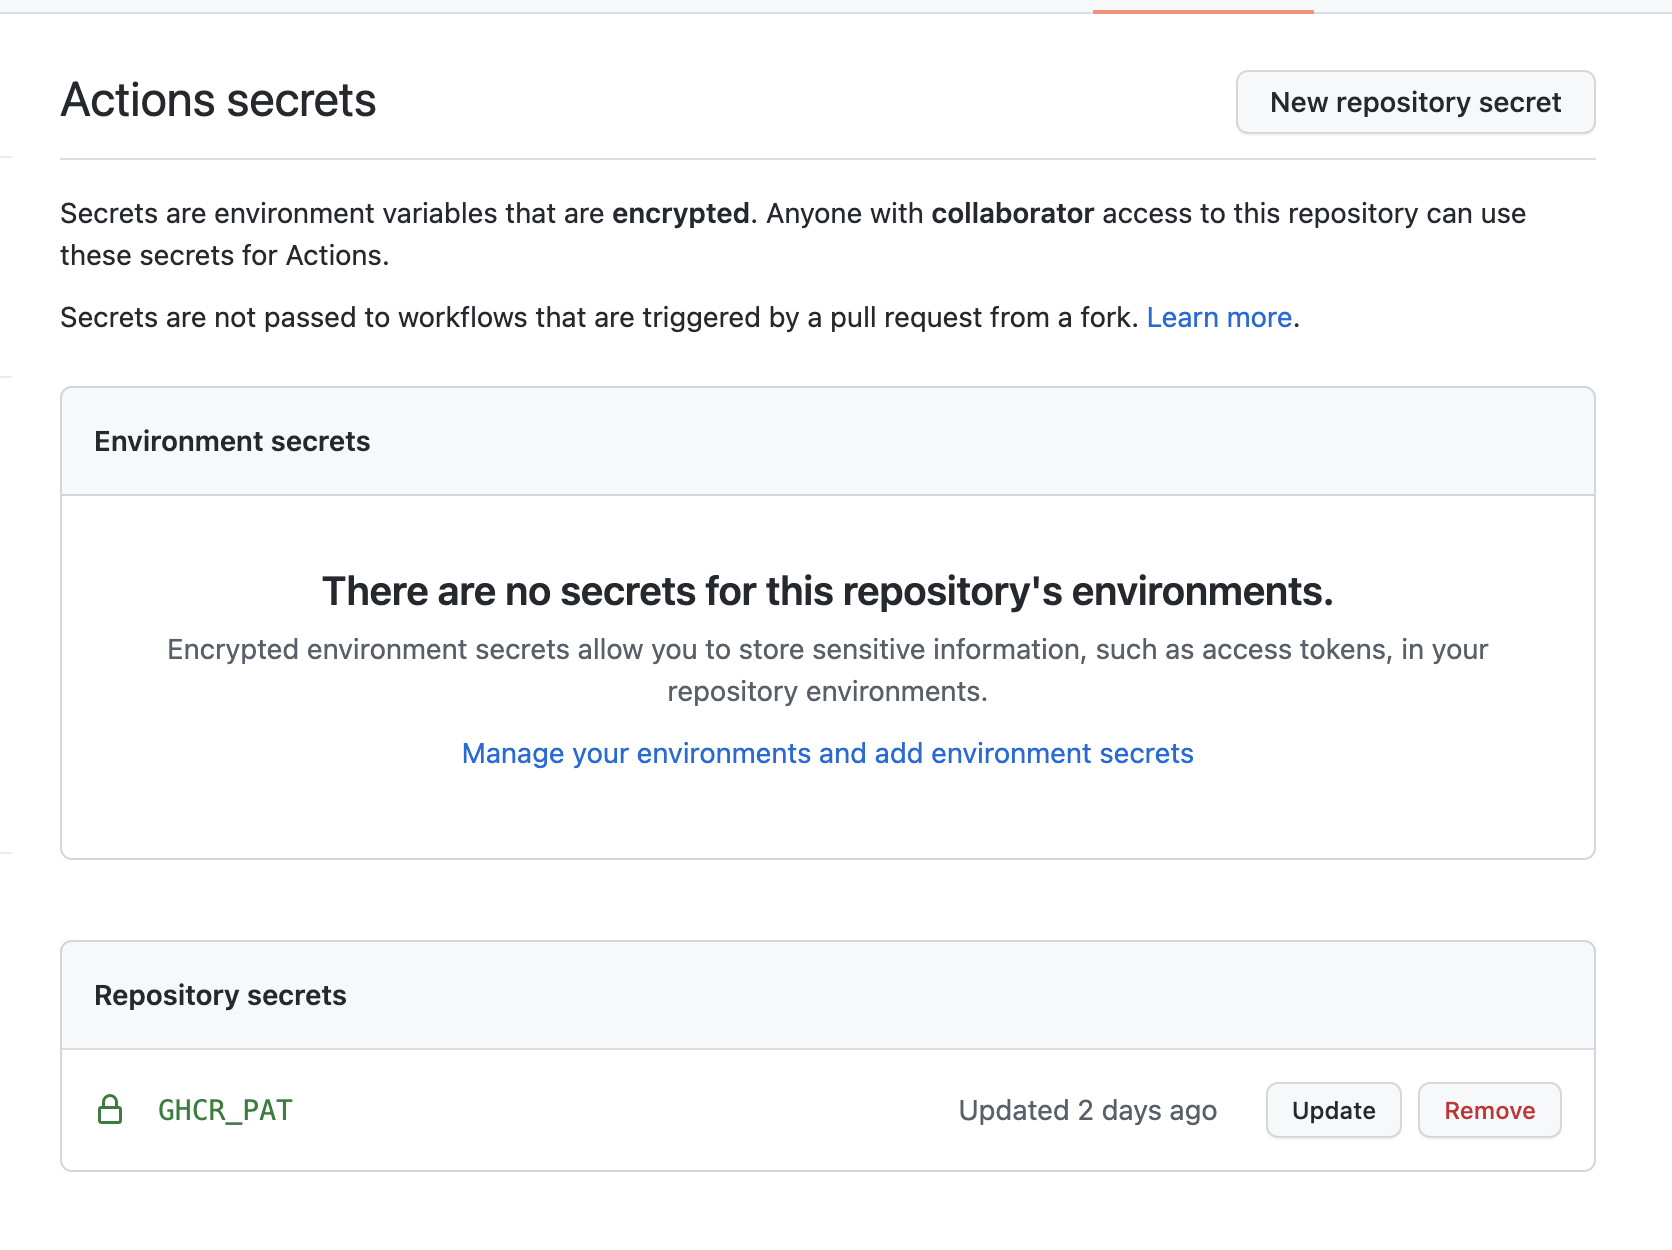 Actions secrets
New repository secret
Secrets are environment variables that are encrypted. Anyone with collaborator access to this repository can use
these secrets for Actions.
Secrets are not passed to workflows that are triggered by a pull request from a fork. Learn more.
Environment secrets
There are no secrets for this repository's environments.
Encrypted environment secrets allow you to store sensitive information, such as access tokens, in your
repository environments.
Manage your environments and add environment secrets
Repository secrets
GHCR_PAT
Updated 2 days ago
Update
Remove